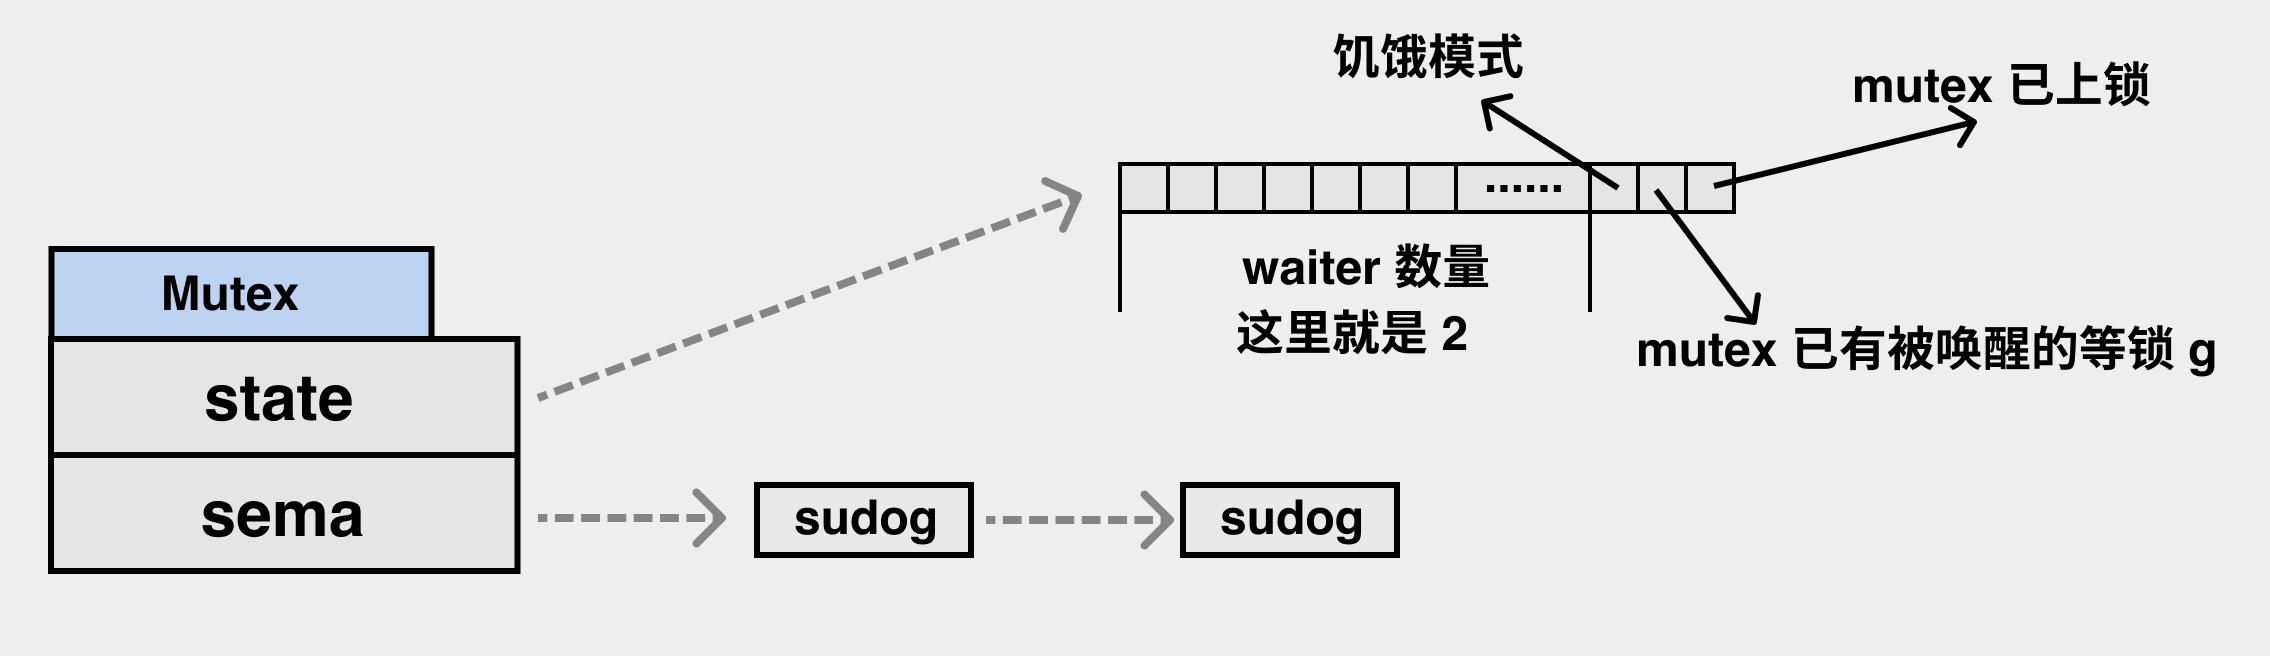 饥饿模式
mutex 已上锁
......
waiter 数量
这里就是 2
mutex 已有被唤醒的等锁 g
Mutex
state
sema
sudog
sudog